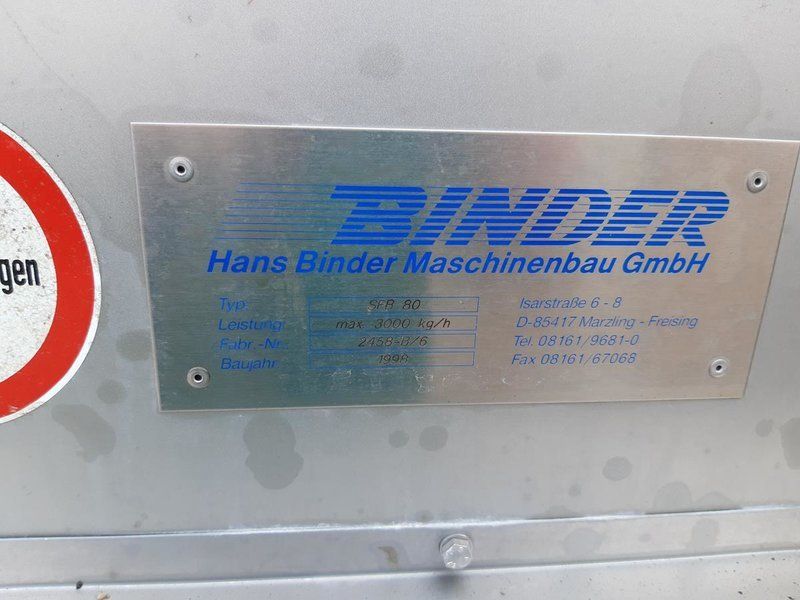 gen
BINDER
Hans Binder Maschinenbau GmbH
Typ: SFB 80
Leistung: max. 3000 kg/h
Fabr.-Nr.: 2458-B/6
Baujahr: 1998
Isarstraße 6 - 8
D-85417 Marzling - Freising
Tel. 08161/9681-0
Fax 08161/67068